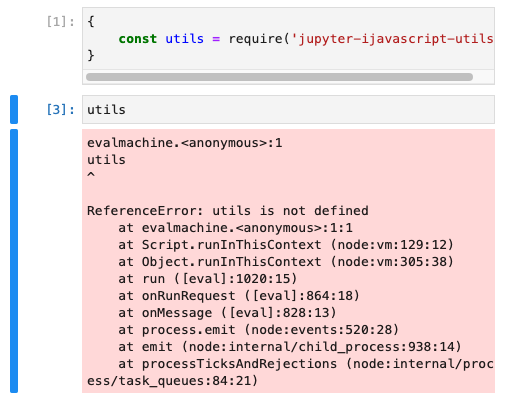 [1]:
{
    const utils = require('jupyter-ijavascript-utils
}
[3]:
utils
evalmachine.<anonymous>:1
utils
^
ReferenceError: utils is not defined
    at evalmachine.<anonymous>:1:1
    at Script.runInThisContext (node:vm:129:12)
    at Object.runInThisContext (node:vm:305:38)
    at run ([eval]:1020:15)
    at onRunRequest ([eval]:864:18)
    at onMessage ([eval]:828:13)
    at process.emit (node:events:520:28)
    at emit (node:internal/child_process:938:14)
    at processTicksAndRejections (node:internal/proc
ess/task_queues:84:21)